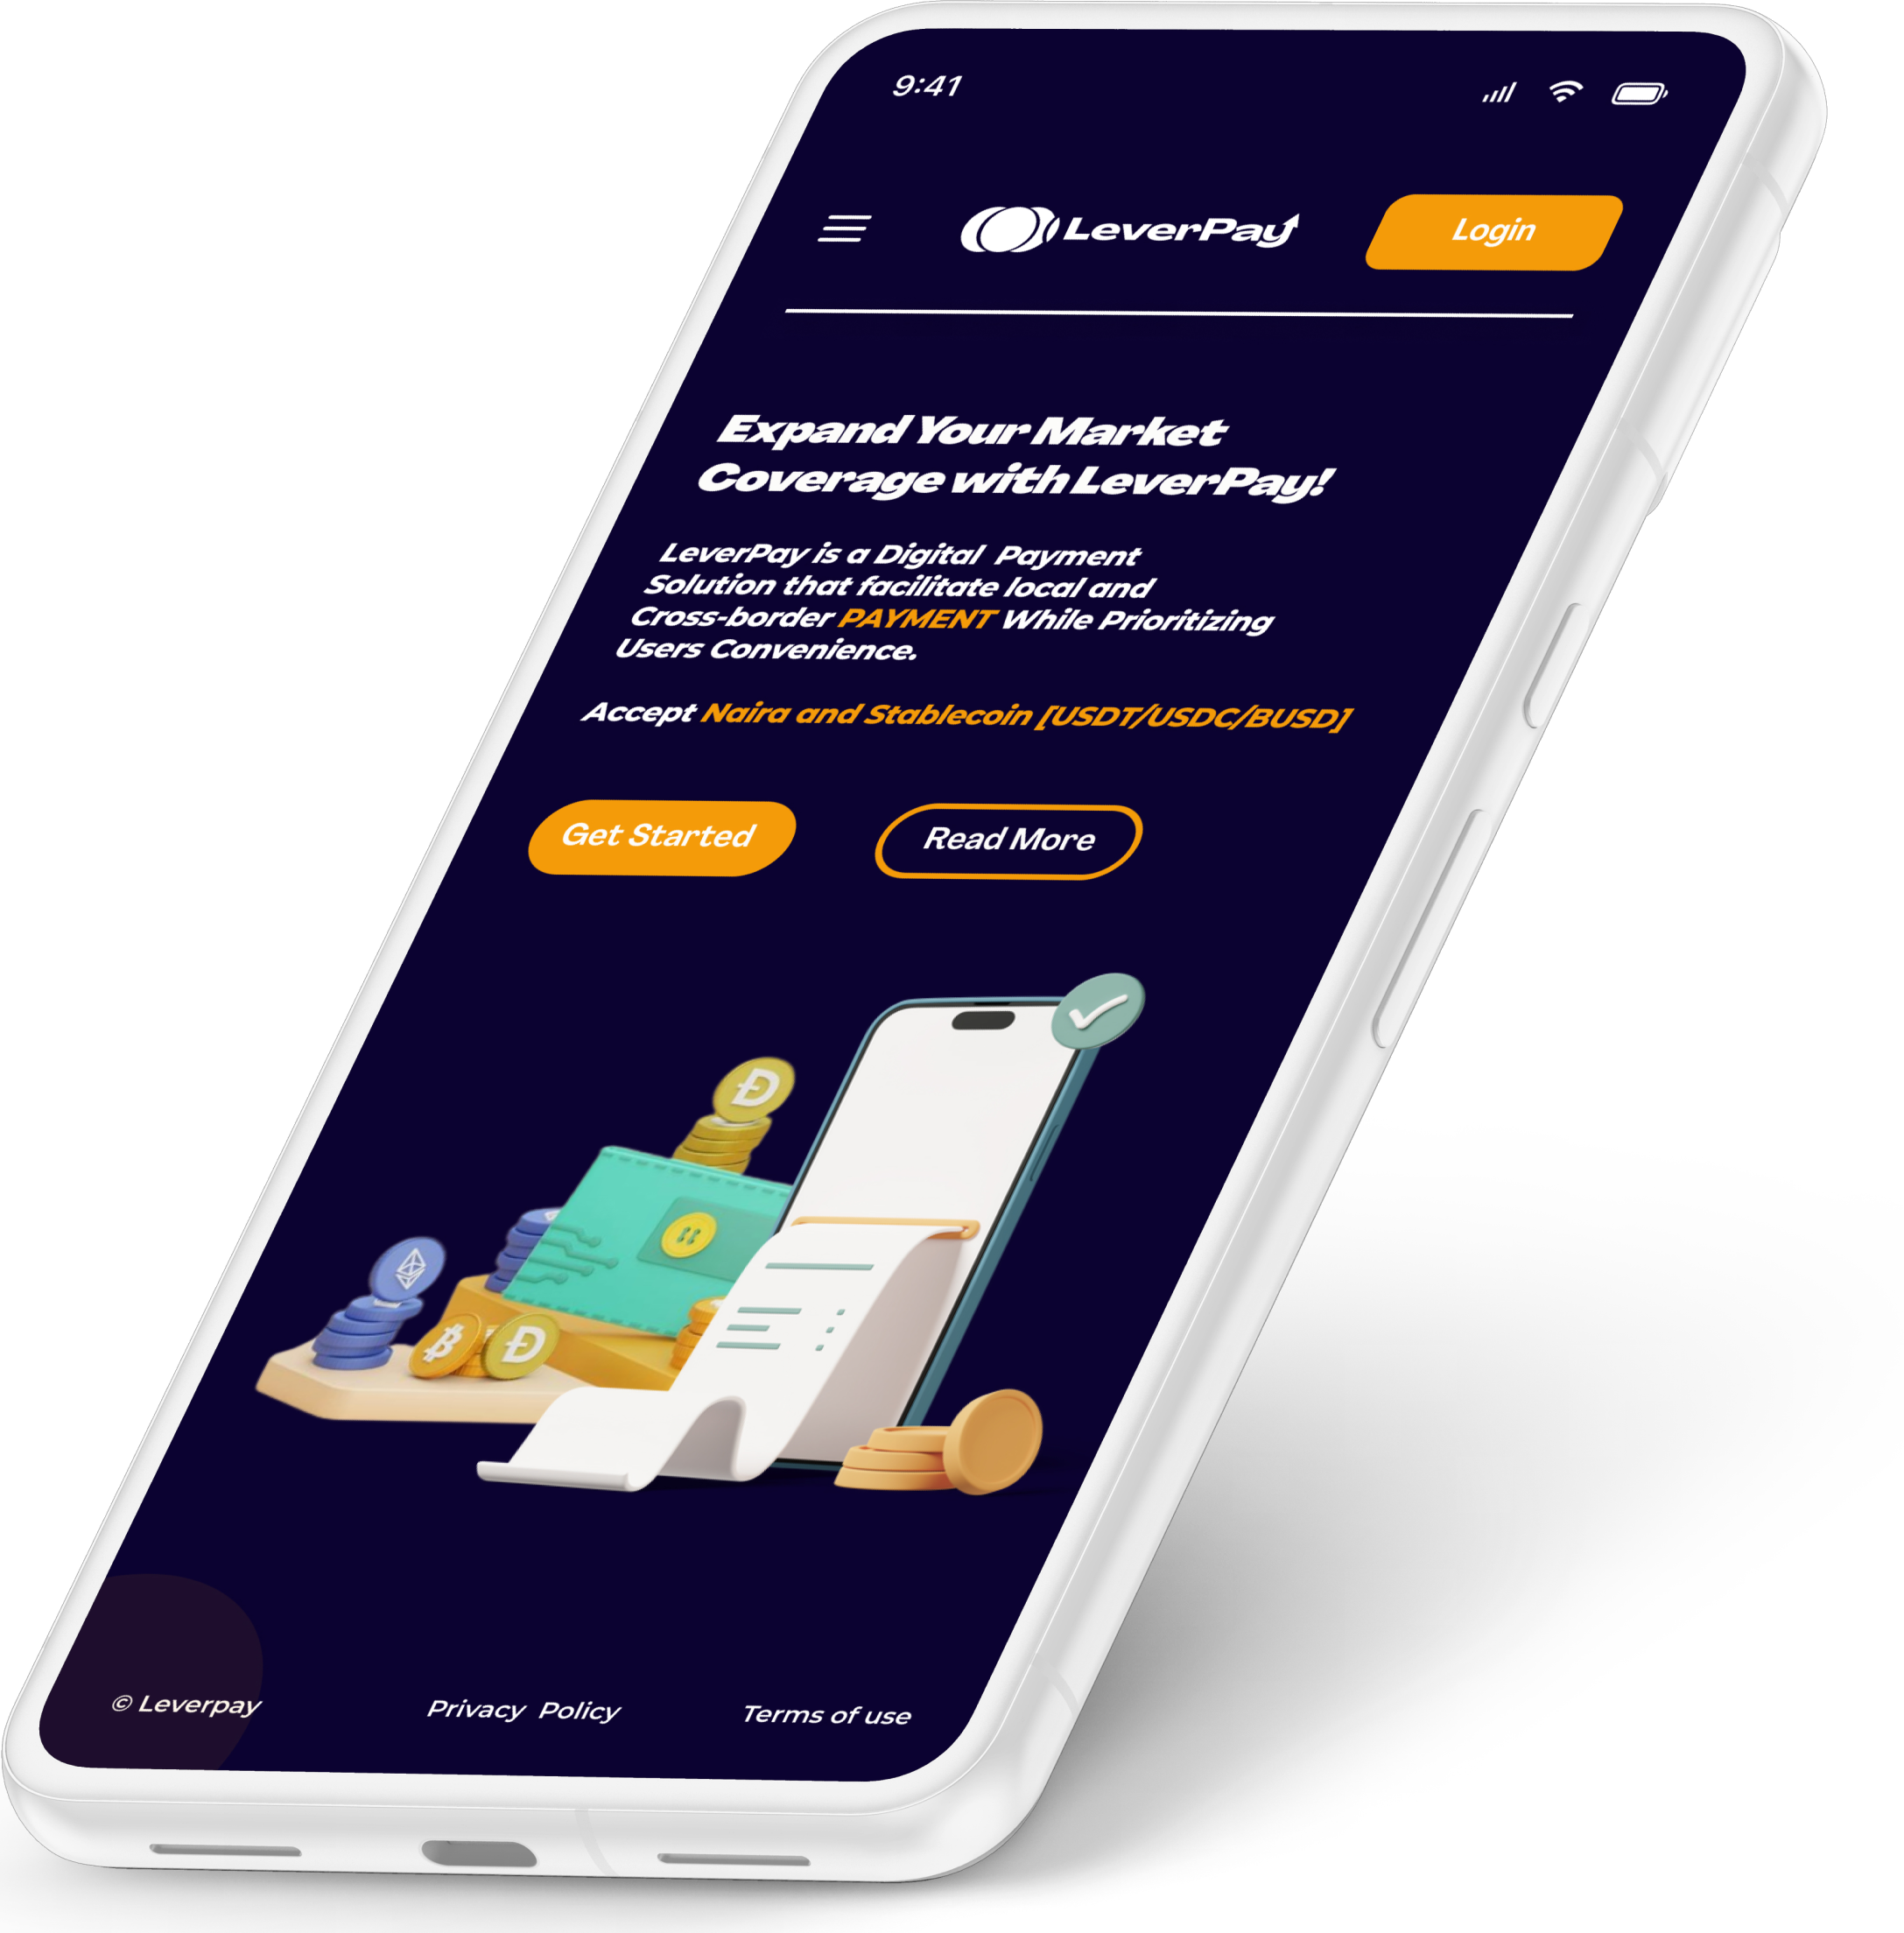 9:41
LeverPay
Login
Expand Your Market
Coverage with LeverPay!
LeverPay is a Digital Payment
Solution that facilitate local and
Cross-border PAYMENT While Prioritizing
Users Convenience.
Accept Naira and Stablecoin [USDT/USDC/BUSD]
Get Started
Read More
© Leverpay
Privacy Policy
Terms of use